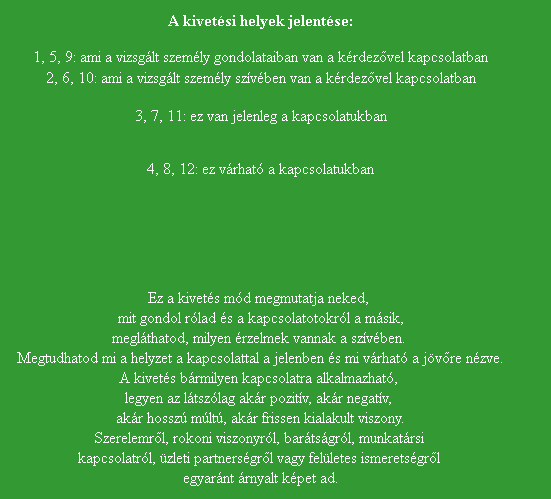 A kivetési helyek jelentése:
1, 5, 9: ami a vizsgált személy gondolataiban van a kérdezővel kapcsolatban
2, 6, 10: ami a vizsgált személy szívében van a kérdezővel kapcsolatban
3, 7, 11: ez van jelenleg a kapcsolatukban
4, 8, 12: ez várható a kapcsolatukban
Ez a kivetés mód megmutatja neked,
mit gondol rólad és a kapcsolatotokról a másik,
megláthatod, milyen érzelmek vannak a szívében.
Megtudhatod mi a helyzet a kapcsolattal a jelenben és mi várható a jövőre nézve.
A kivetés bármilyen kapcsolatra alkalmazható,
legyen az látszólag akár pozitív, akár negatív,
akár hosszú múltú, akár frissen kialakult viszony.
Szerelemről, rokoni viszonyról, barátságról, munkatársi
kapcsolatról, üzleti partnerségről vagy felületes ismeretségről
egyaránt árnyalt képet ad.